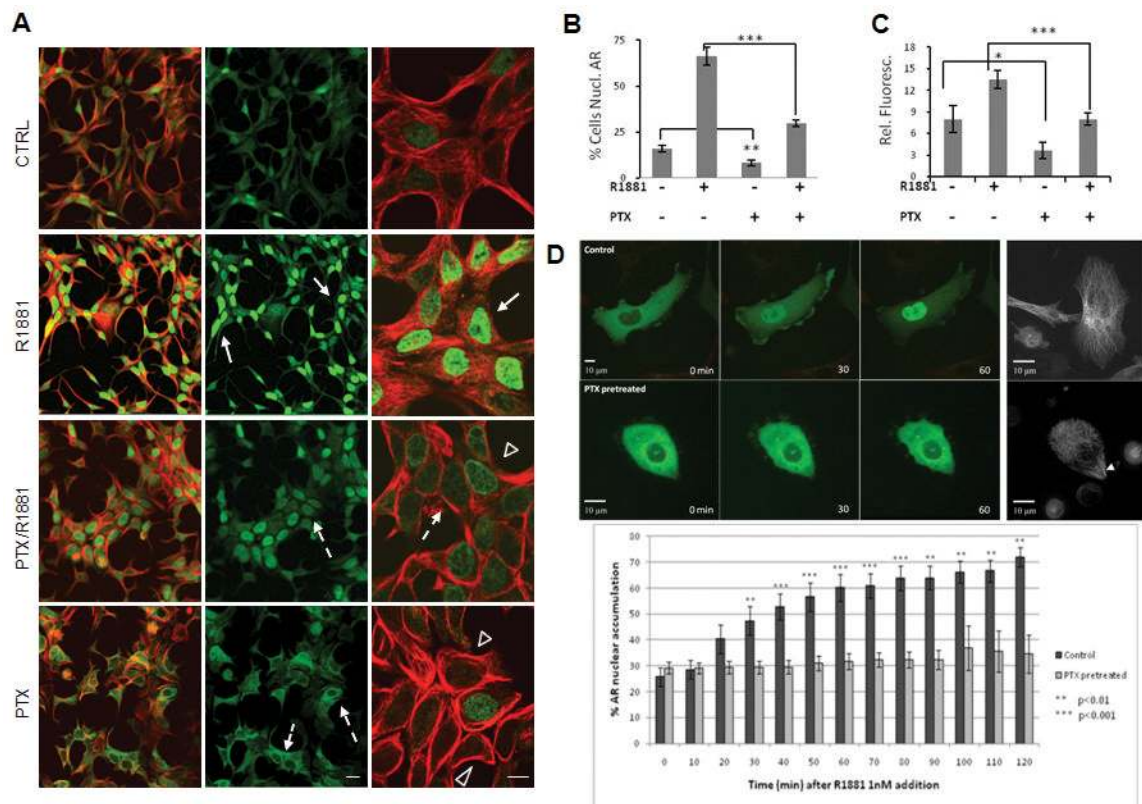 A
CTRL
R1881
PTX/R1881
PTX
B
% Cells Nucl. AR
75
50
25
0
***
**
R1881 - + - +
PTX - - + +
C
Rel. Fluoresc.
18
15
12
9
6
3
0
*
***
R1881 - + - +
PTX - - + +
D
Control
10 µm
0 min
30
60
10 µm
PTX pretreated
10 µm
0 min
30
60
10 µm
% AR nuclear accumulation
80
70
60
50
40
30
20
10
0
** *** *** *** *** *** ** ** ** **
Control
PTX pretreated
** p<0.01
*** p<0.001
0 10 20 30 40 50 60 70 80 90 100 110 120
Time (min) after R1881 1nM addition